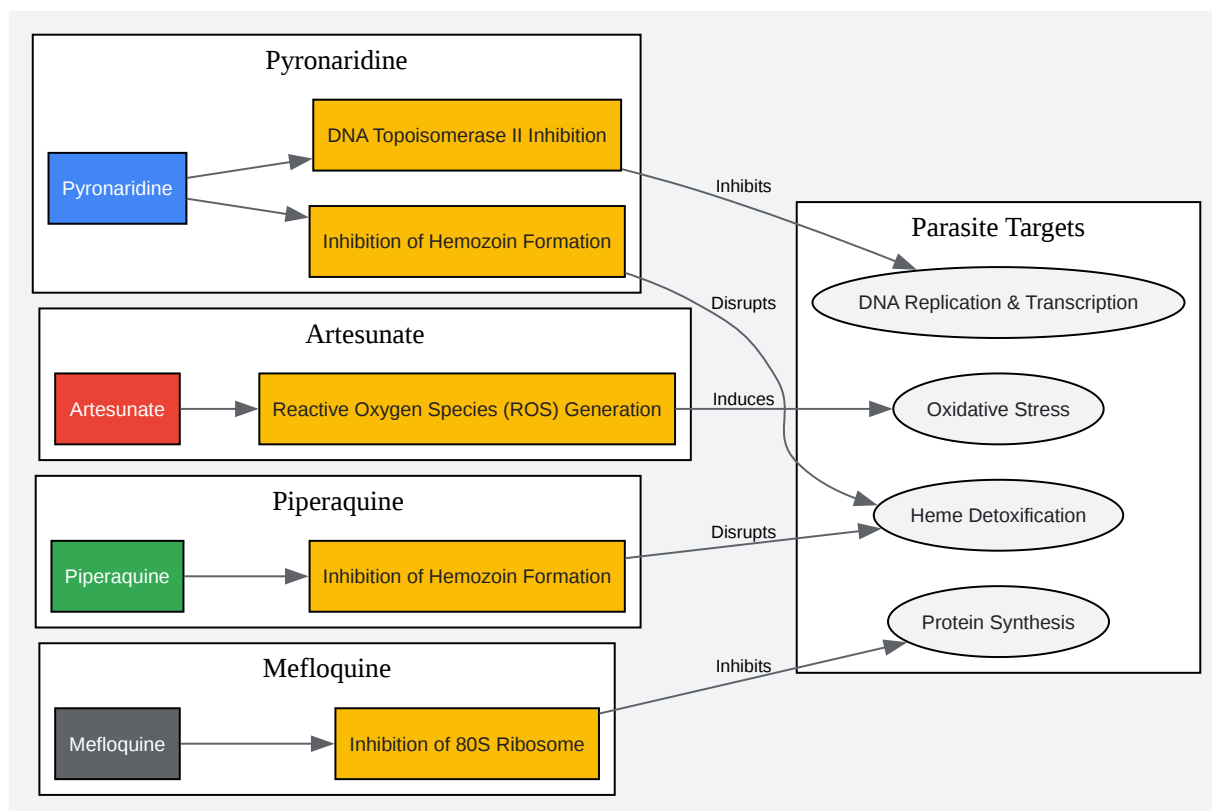 Pyronaridine
Pyronaridine
DNA Topoisomerase II Inhibition
Inhibition of Hemozoin Formation
Inhibits
Disrupts
Artesunate
Artesunate
Reactive Oxygen Species (ROS) Generation
Induces
Piperaquine
Piperaquine
Inhibition of Hemozoin Formation
Disrupts
Mefloquine
Mefloquine
Inhibition of 80S Ribosome
Inhibits
Parasite Targets
DNA Replication & Transcription
Oxidative Stress
Heme Detoxification
Protein Synthesis